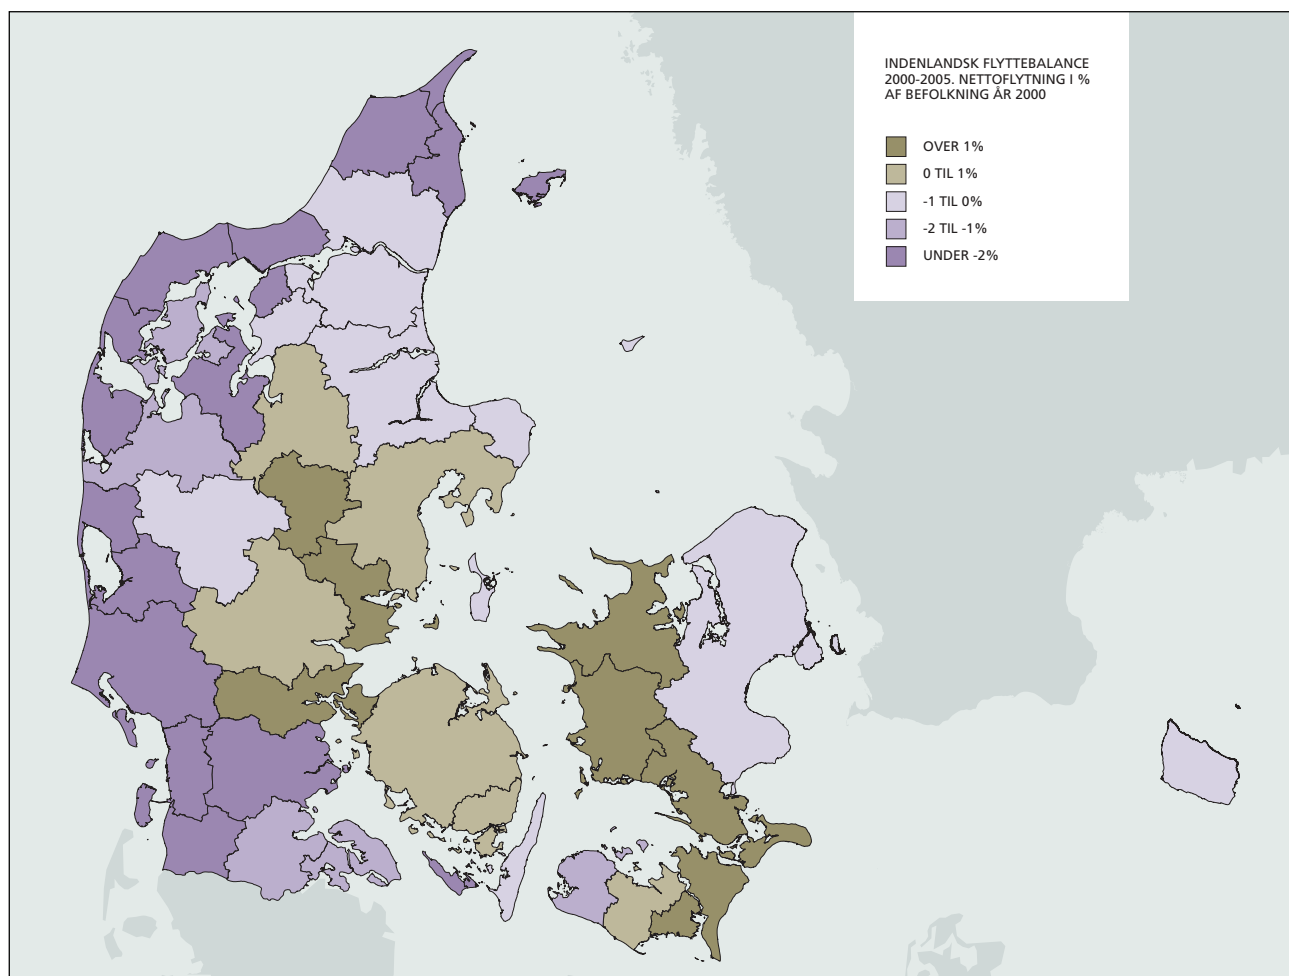 INDENLANDSK FLYTTEBALANCE
2000-2005. NETTOFLYTNING I %
AF BEFOLKNING ÅR 2000
OVER 1%
0 TIL 1%
-1 TIL 0%
-2 TIL -1%
UNDER -2%